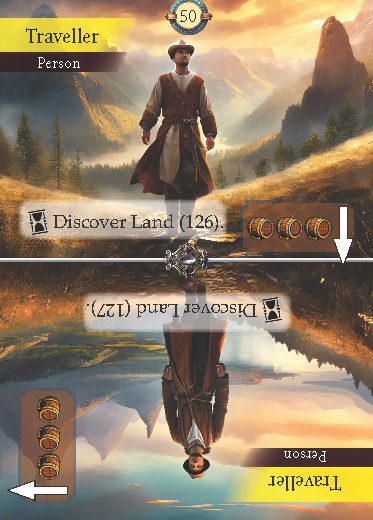 50
Traveller
Person
Discover Land (126).
Discover Land (127).
Person
Traveller